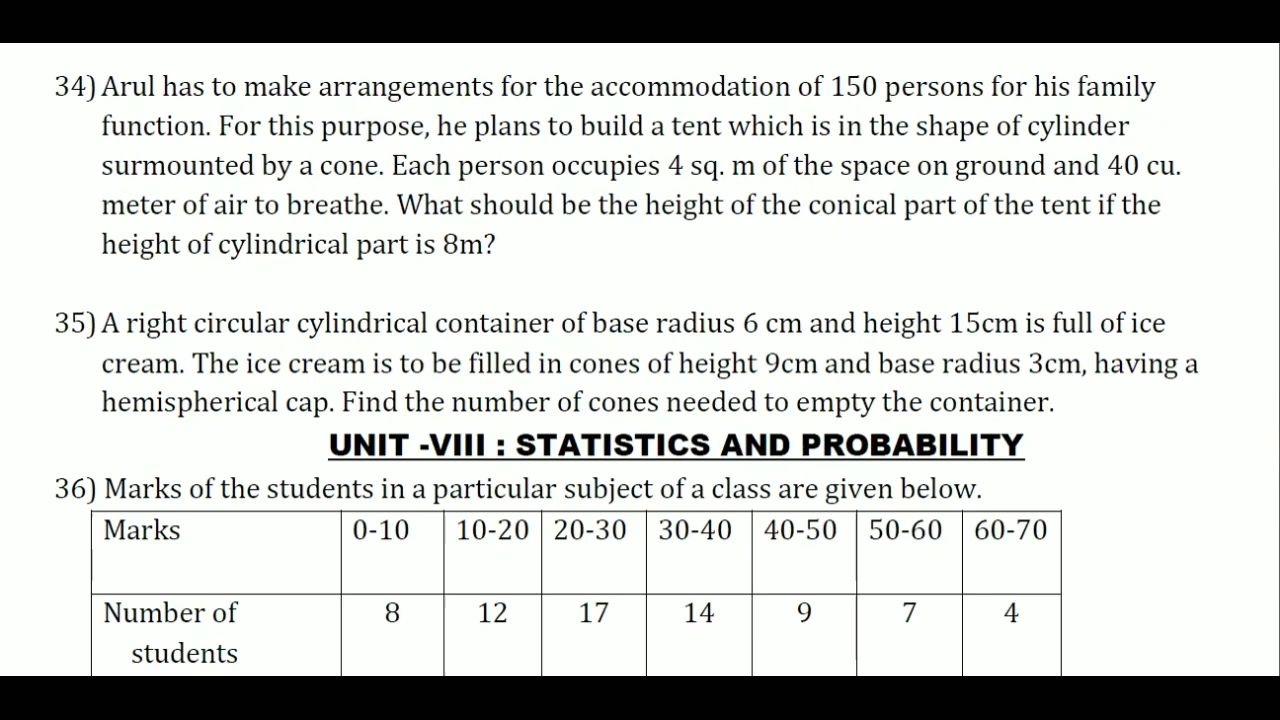 34) Arul has to make arrangements for the accommodation of 150 persons for his family
function. For this purpose, he plans to build a tent which is in the shape of cylinder
surmounted by a cone. Each person occupies 4 sq. m of the space on ground and 40 cu.
meter of air to breathe. What should be the height of the conical part of the tent if the
height of cylindrical part is 8m?
35) A right circular cylindrical container of base radius 6 cm and height 15cm is full of ice
cream. The ice cream is to be filled in cones of height 9cm and base radius 3cm, having a
hemispherical cap. Find the number of cones needed to empty the container.
UNIT -VIII : STATISTICS AND PROBABILITY
36) Marks of the students in a particular subject of a class are given below.
Marks 0-10 10-20 20-30 30-40 40-50 50-60 60-70
Number of 8 12 17 14 9 7 4
students